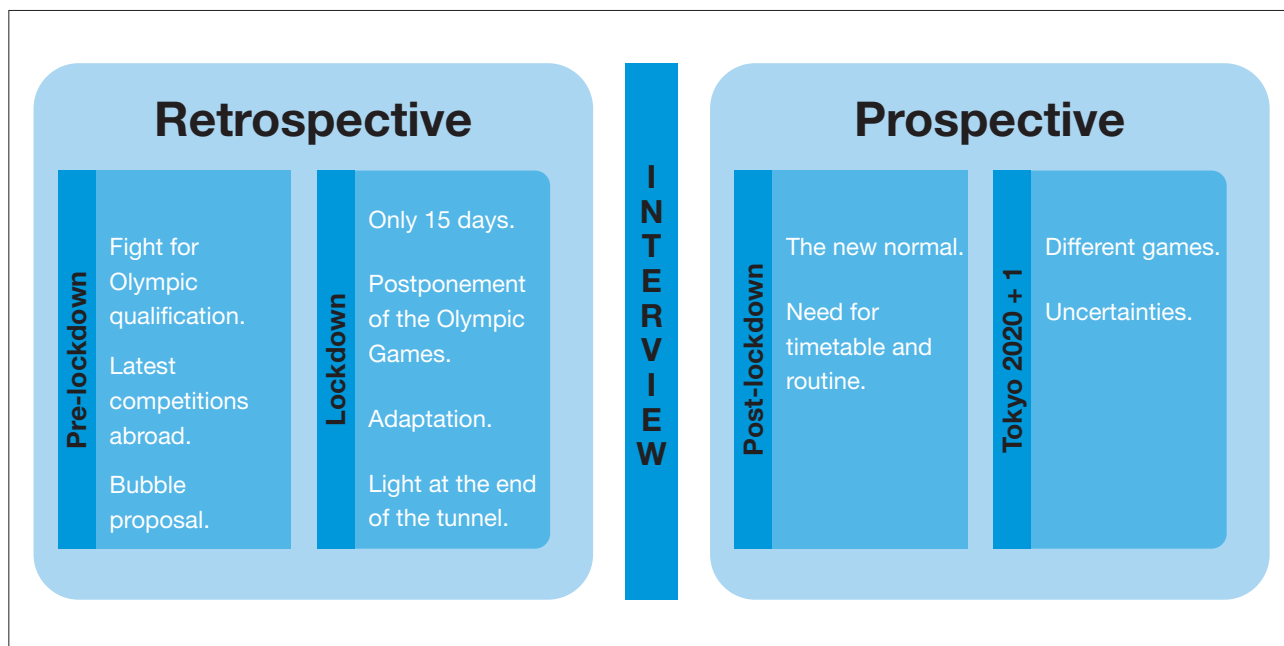 Retrospective
Pre-lockdown
Fight for
Olympic
qualification.
Latest
competitions
abroad.
Bubble
proposal.
Lockdown
Only 15 days.
Postponement
of the Olympic
Games.
Adaptation.
Light at the end
of the tunnel.
INTERVIEW
Prospective
Post-lockdown
The new normal.
Need for
timetable and
routine.
Tokyo 2020 + 1
Different games.
Uncertainties.